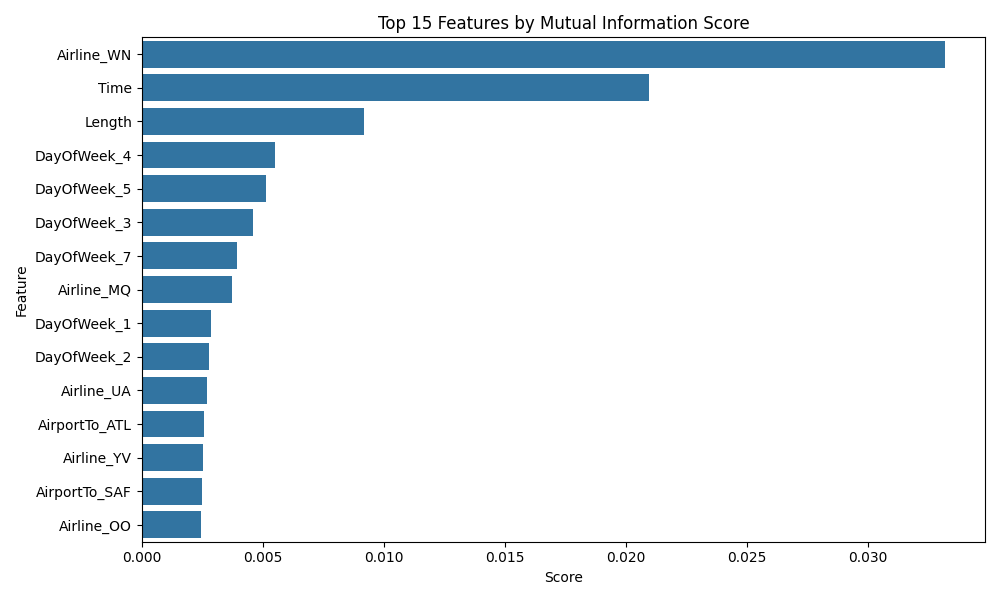 Top 15 Features by Mutual Information Score
Feature
Airline_WN
Time
Length
DayOfWeek_4
DayOfWeek_5
DayOfWeek_3
DayOfWeek_7
Airline_MQ
DayOfWeek_1
DayOfWeek_2
Airline_UA
AirportTo_ATL
Airline_YV
AirportTo_SAF
Airline_OO
0.000 0.005 0.010 0.015 0.020 0.025 0.030
Score